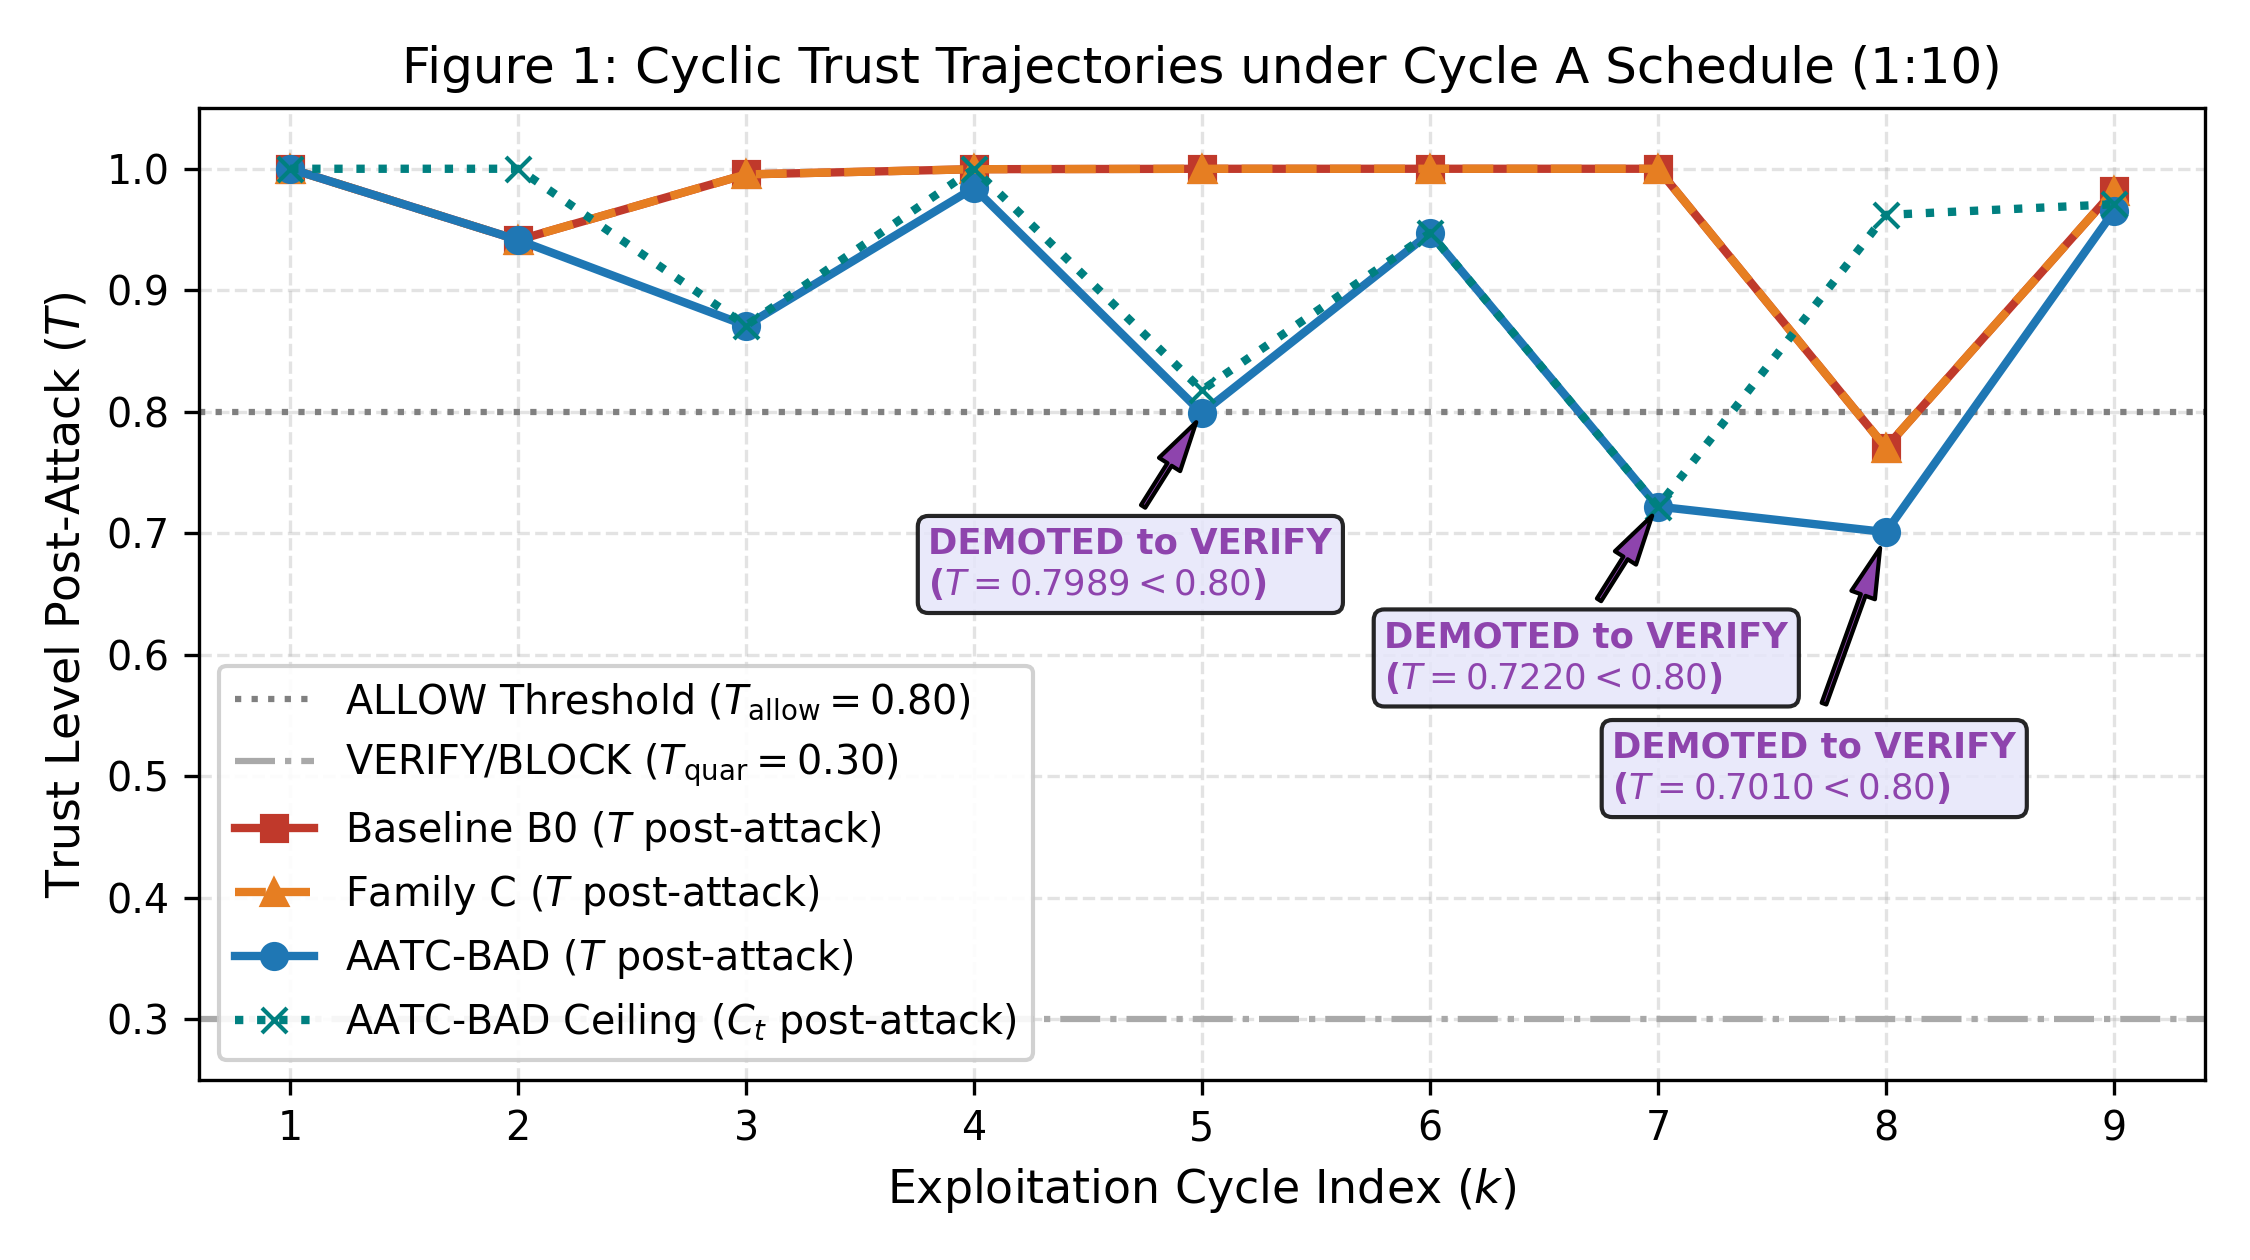 Figure 1: Cyclic Trust Trajectories under Cycle A Schedule (1:10)
Trust Level Post-Attack (T)
1.0
0.9
0.8
0.7
0.6
0.5
0.4
0.3
DEMOTED to VERIFY
(T = 0.7989 < 0.80)
DEMOTED to VERIFY
(T = 0.7220 < 0.80)
DEMOTED to VERIFY
(T = 0.7010 < 0.80)
ALLOW Threshold (T_allow = 0.80)
VERIFY/BLOCK (T_quar = 0.30)
Baseline B0 (T post-attack)
Family C (T post-attack)
AATC-BAD (T post-attack)
AATC-BAD Ceiling (C_t post-attack)
1 2 3 4 5 6 7 8 9
Exploitation Cycle Index (k)